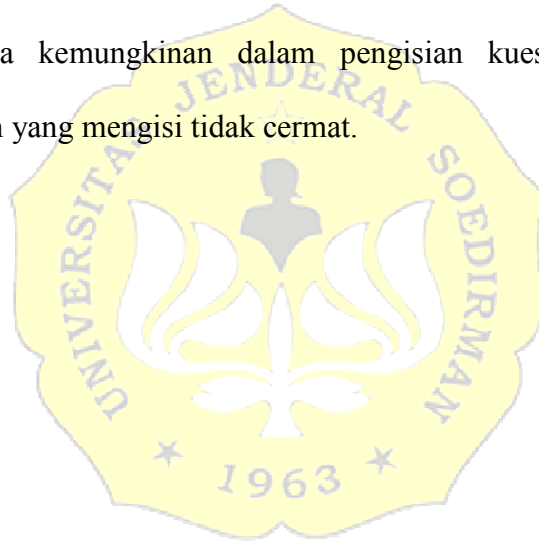 a kemungkinan dalam pengisian kues
yang mengisi tidak cermat.
UNIVERSITAS JENDERAL SOEDIRMAN
1963